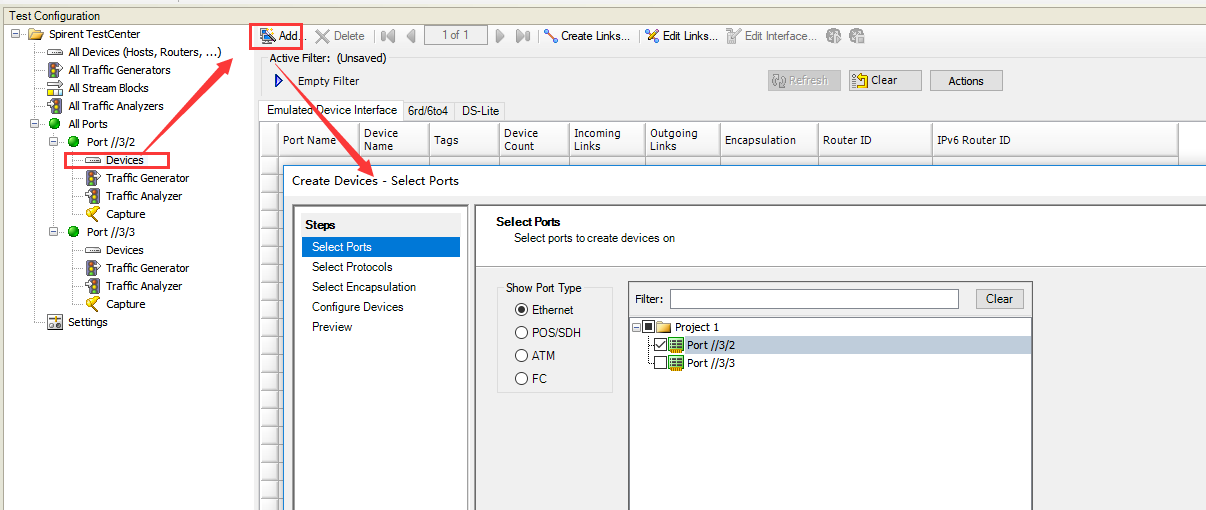 Test Configuration
Spirent TestCenter
All Devices (Hosts, Routers, ...)
All Traffic Generators
All Stream Blocks
All Traffic Analyzers
All Ports
Port //3/2
Devices
Traffic Generator
Traffic Analyzer
Capture
Port //3/3
Devices
Traffic Generator
Traffic Analyzer
Capture
Settings
Add... Delete 1 of 1 Create Links... Edit Links... Edit Interface...
Active Filter: (Unsaved)
Empty Filter Refresh Clear Actions
Emulated Device Interface 6rd/6to4 DS-Lite
Port Name Device Name Tags Device Count Incoming Links Outgoing Links Encapsulation Router ID IPv6 Router ID
Create Devices - Select Ports
Steps
Select Ports
Select Protocols
Select Encapsulation
Configure Devices
Preview
Select Ports
Select ports to create devices on
Show Port Type
Ethernet
POS/SDH
ATM
FC
Filter: Clear
Project 1
Port //3/2
Port //3/3